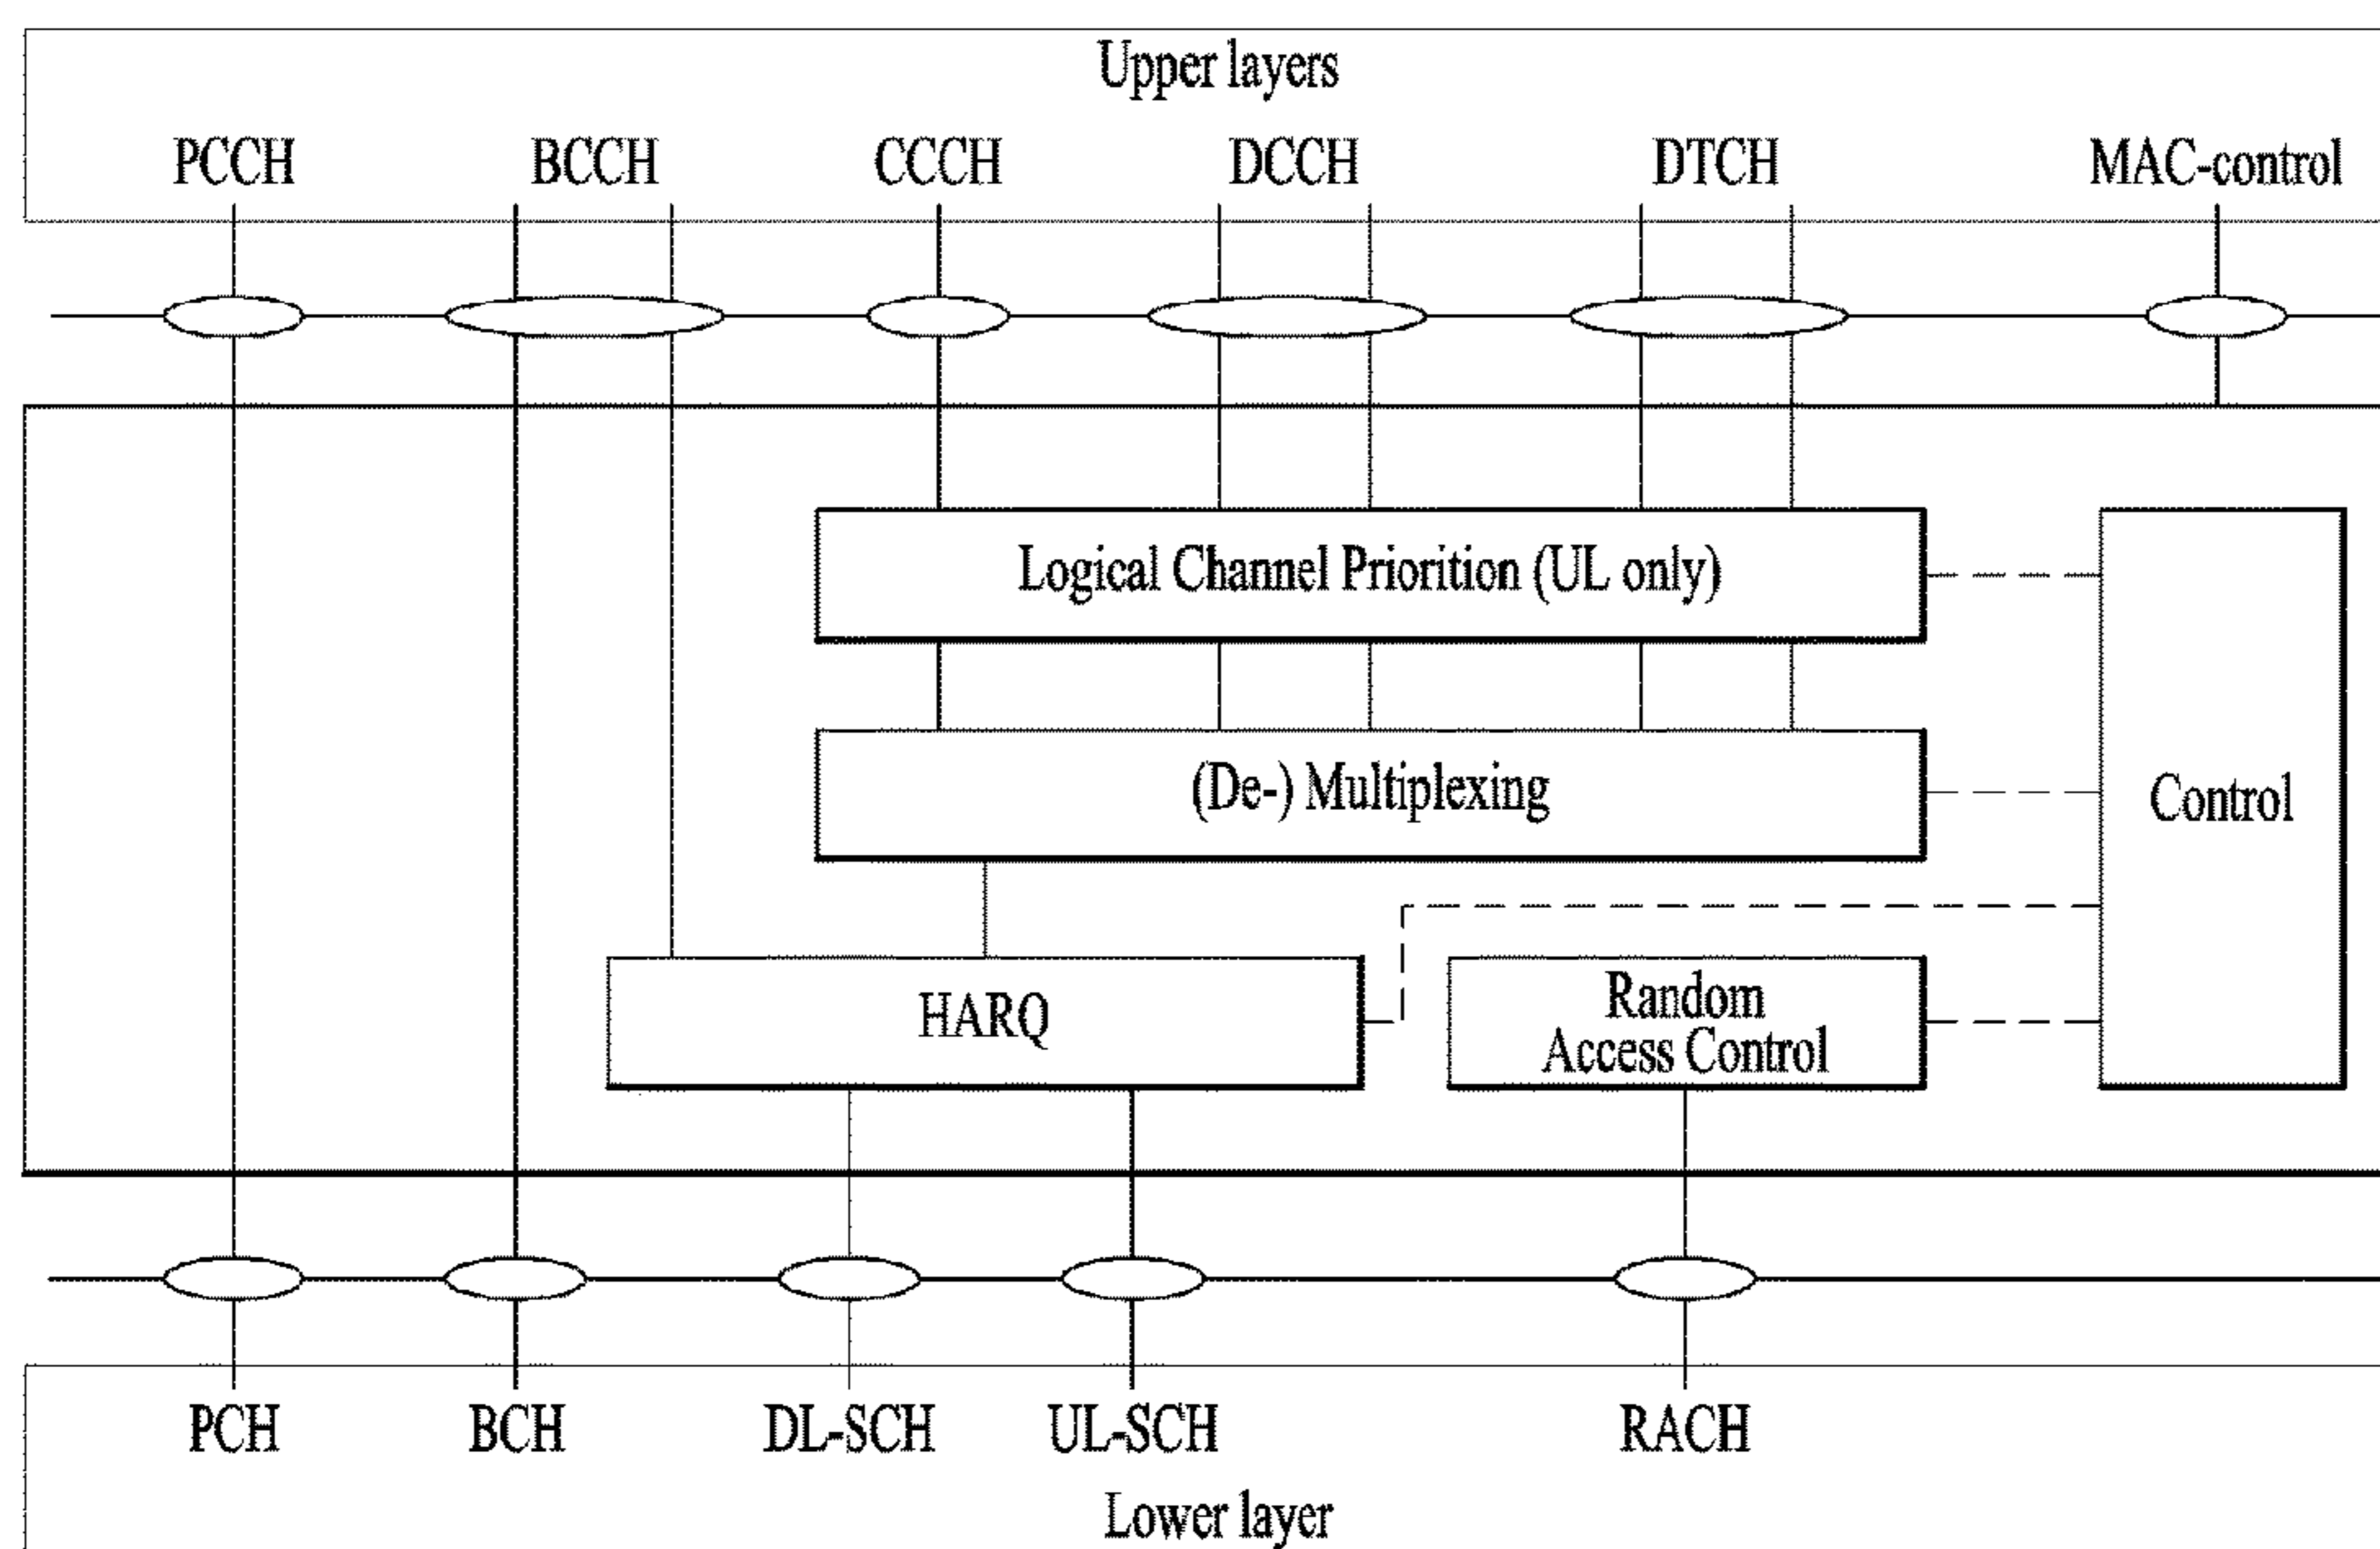 Upper layers
PCCH BCCH CCCH DCCH DTCH MAC-control
Logical Channel Priorition (UL only)
(De-) Multiplexing
Control
HARQ
Random
Access Control
PCH BCH DL-SCH UL-SCH RACH
Lower layer